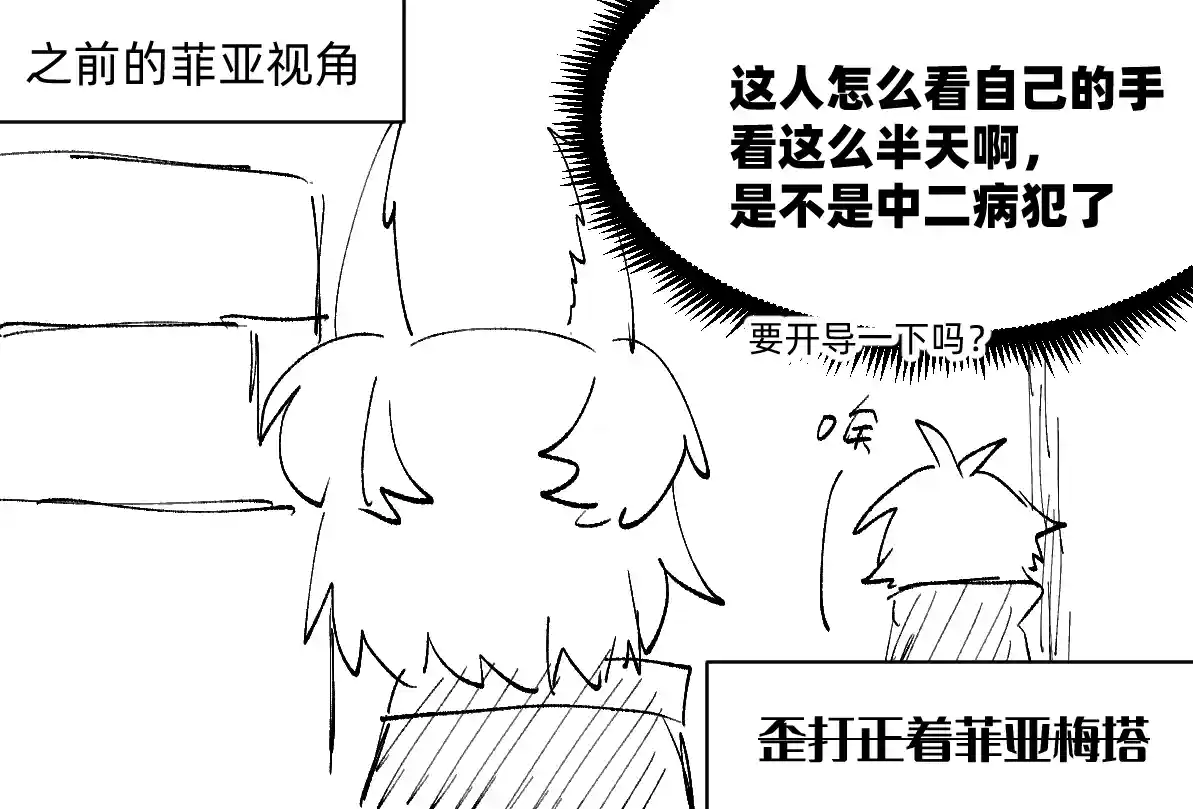 之前的菲亚视角
这人怎么看自己的手
看这么半天啊，
是不是中二病犯了
要开导一下吗？
唉
歪打正着菲亚梅塔